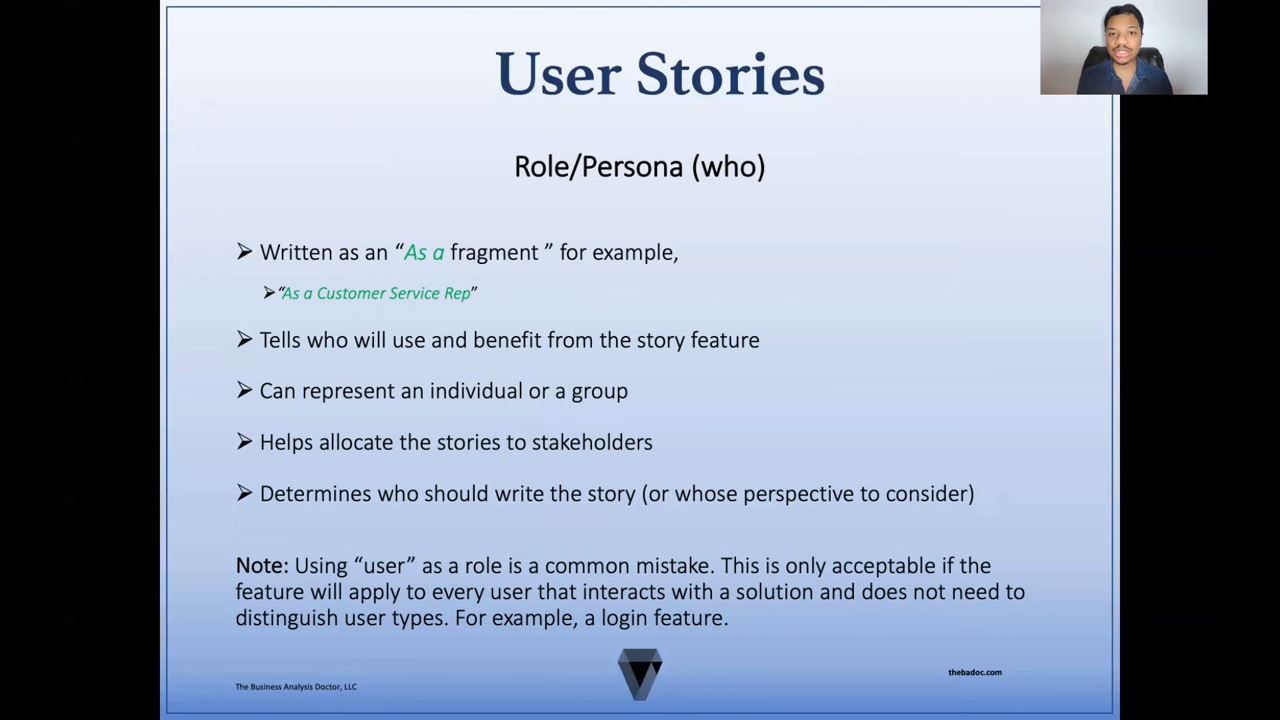 User Stories
Role/Persona (who)
Written as an “As a fragment ” for example,
“As a Customer Service Rep”
Tells who will use and benefit from the story feature
Can represent an individual or a group
Helps allocate the stories to stakeholders
Determines who should write the story (or whose perspective to consider)
Note: Using “user” as a role is a common mistake. This is only acceptable if the
feature will apply to every user that interacts with a solution and does not need to
distinguish user types. For example, a login feature.
thebadoc.com
The Business Analysis Doctor, LLC